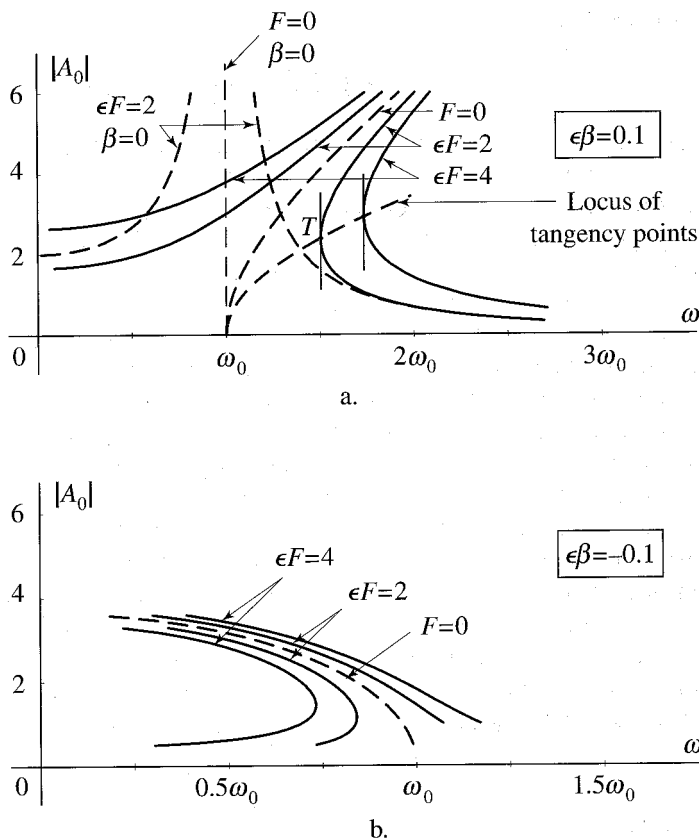 F=0
β=0
|A₀|
6
4
2
0
ϵF=2
β=0
F=0
ϵF=2
ϵF=4
ϵβ=0.1
T
Locus of
tangency points
ω₀
2ω₀
3ω₀
ω
a.
|A₀|
6
4
2
0
ϵF=4
ϵF=2
F=0
ϵβ=–0.1
0.5ω₀
ω₀
1.5ω₀
ω
b.